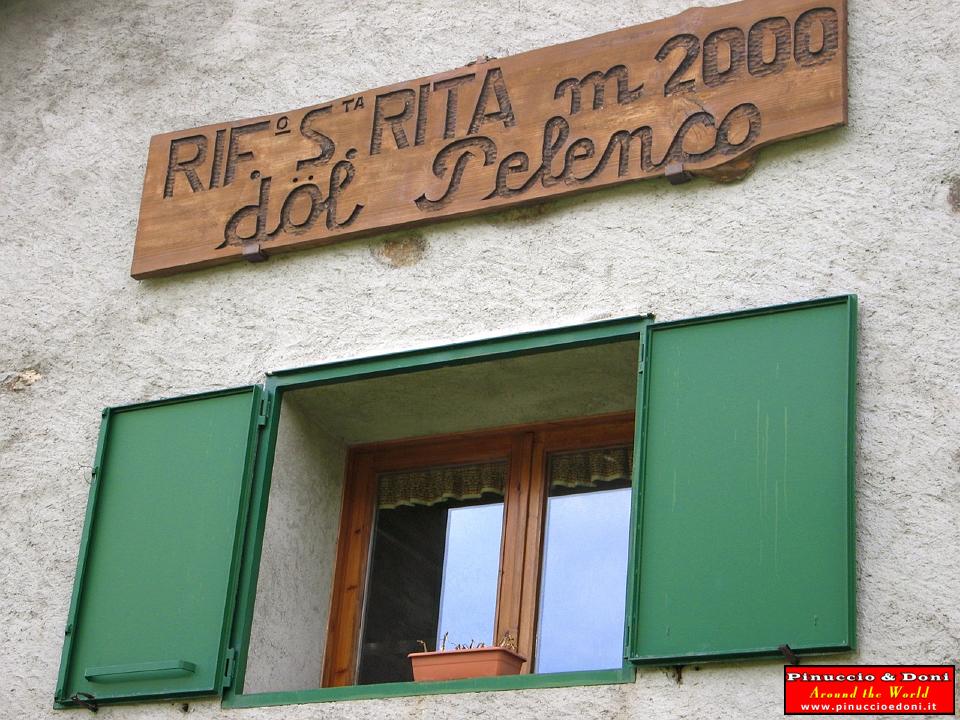 RIF.º S.TA RITA m 2000
döl Pelenco
Pinuccio & Doni
Around the World
www.pinuccioedoni.it